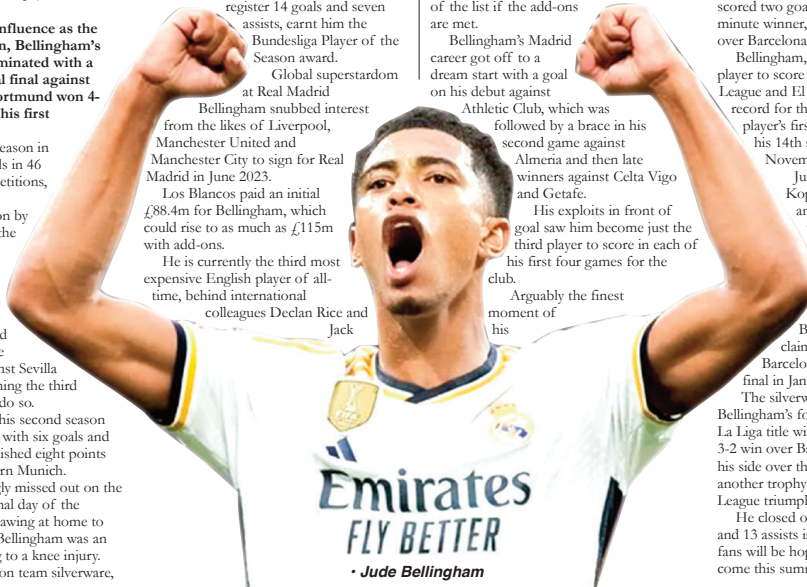 nfluence as the
n, Bellingham's
minated with a
l final against
ortmund won 4-
his first
eason in
ls in 46
petitions,
on by
the
d
e
nst Sevilla
ning the third
do so.
his second season
with six goals and
ished eight points
rn Munich.
gly missed out on the
nal day of the
awing at home to
Bellingham was an
g to a knee injury.
on team silverware,
register 14 goals and seven
assists, earnt him the
Bundesliga Player of the
Season award.
Global superstardom
at Real Madrid
Bellingham snubbed interest
from the likes of Liverpool,
Manchester United and
Manchester City to sign for Real
Madrid in June 2023.
Los Blancos paid an initial
£88.4m for Bellingham, which
could rise to as much as £115m
with add-ons.
He is currently the third most
expensive English player of all-
time, behind international
colleagues Declan Rice and
Jack
of the list if the add-ons
are met.
Bellingham's Madrid
career got off to a
dream start with a goal
on his debut against
Athletic Club, which was
followed by a brace in his
second game against
Almeria and then late
winners against Celta Vigo
and Getafe.
His exploits in front of
goal saw him become just the
third player to score in each of
his first four games for the
club.
Arguably the finest
moment of
his
scored two goa
minute winner,
over Barcelona
Bellingham,
player to score
League and El
record for th
player's firs
his 14th
Novem
Ju
Kop
an
B
clain
Barcelo
final in Jan
The silverw
Bellingham's fo
La Liga title wi
3-2 win over Ba
his side over th
another trophy
League triumph
He closed o
and 13 assists i
fans will be hop
come this sum
Emirates
FLY BETTER
• Jude Bellingham